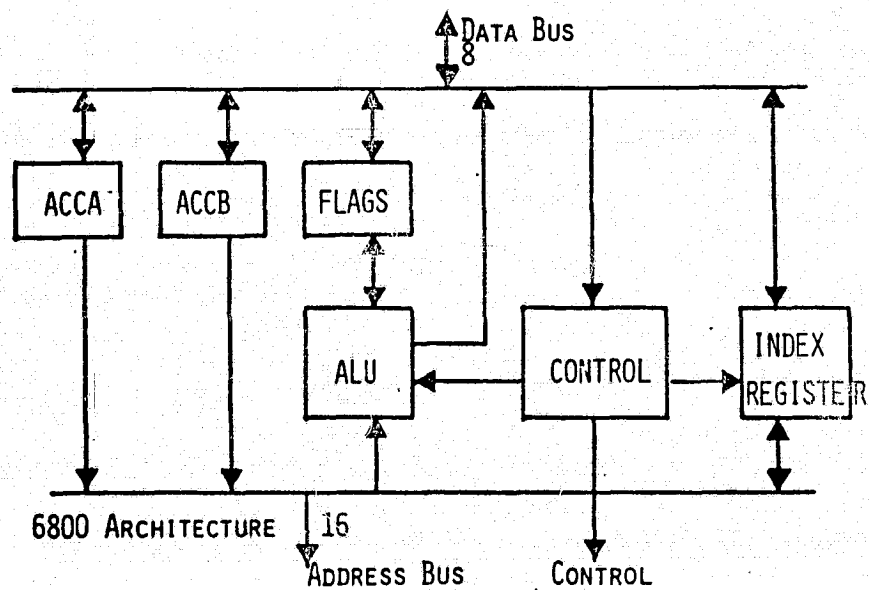 DATA BUS
8
ACCA
ACCB
FLAGS
ALU
CONTROL
INDEX
REGISTER
6800 ARCHITECTURE
16
ADDRESS BUS
CONTROL